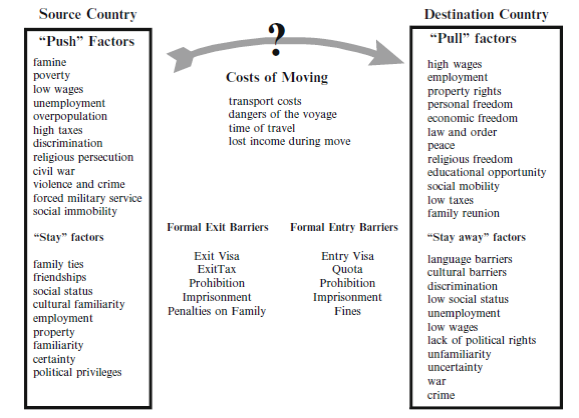 Source Country
"Push" Factors
famine
poverty
low wages
unemployment
overpopulation
high taxes
discrimination
religious persecution
civil war
violence and crime
forced military service
social immobility
"Stay" factors
family ties
friendships
social status
cultural familiarity
employment
property
familiarity
certainty
political privileges
?
Costs of Moving
transport costs
dangers of the voyage
time of travel
lost income during move
Formal Exit Barriers
Exit Visa
ExitTax
Prohibition
Imprisonment
Penalties on Family
Formal Entry Barriers
Entry Visa
Quota
Prohibition
Imprisonment
Fines
Destination Country
"Pull" factors
high wages
employment
property rights
personal freedom
economic freedom
law and order
peace
religious freedom
educational opportunity
social mobility
low taxes
family reunion
"Stay away" factors
language barriers
cultural barriers
discrimination
low social status
unemployment
low wages
lack of political rights
unfamiliarity
uncertainty
war
crime